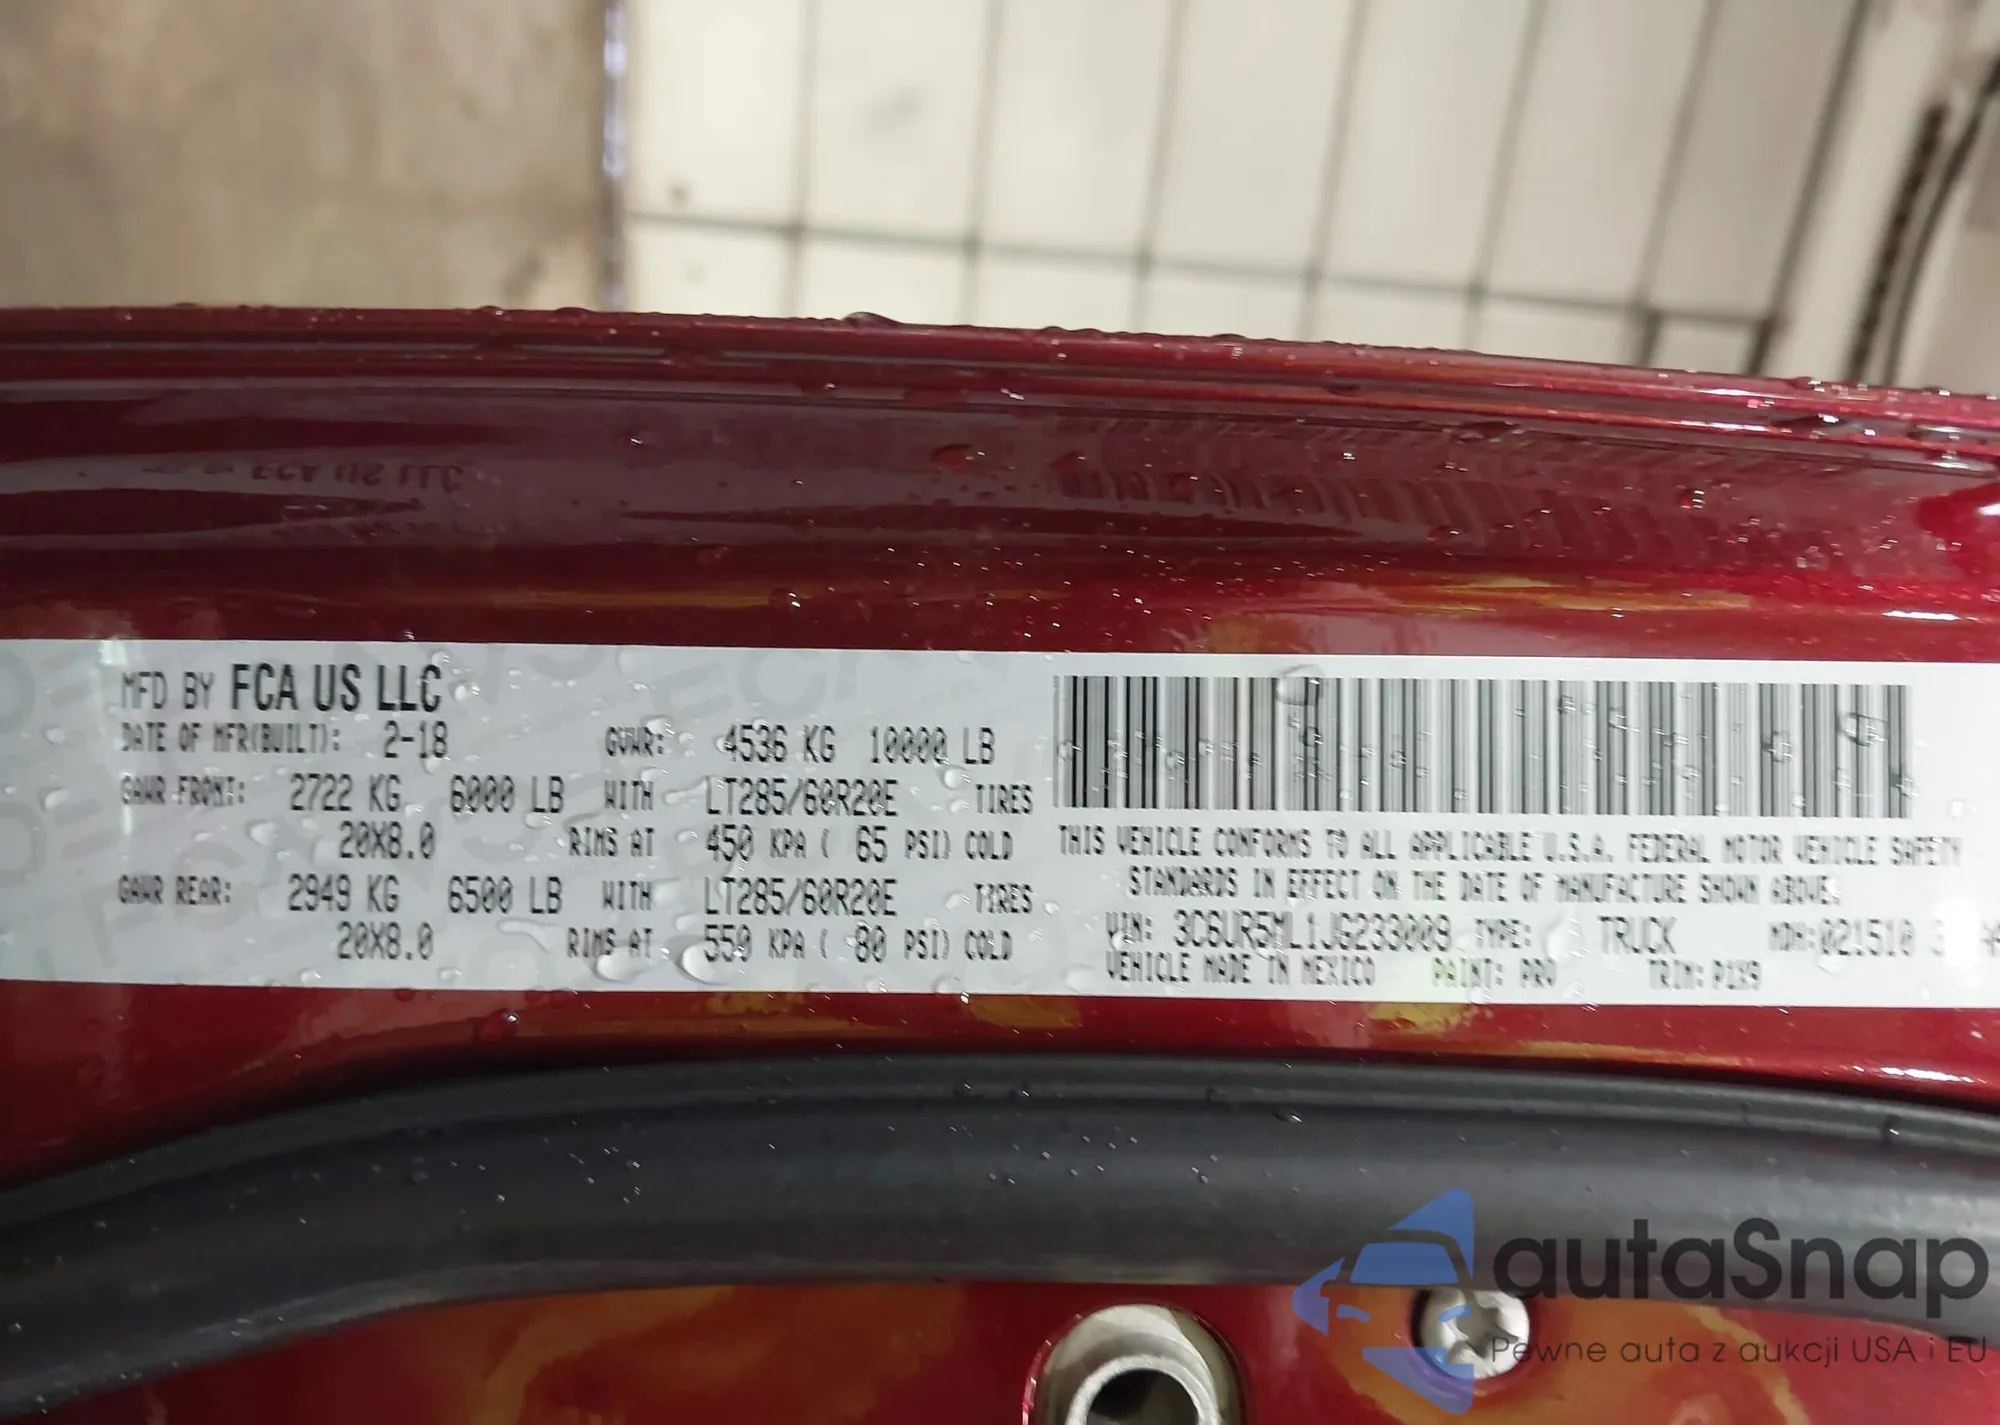 MFD BY FCA US LLC
DATE OF MFR(BUILT): 2-18 GVWR: 4536 KG 10000 LB
GAWR FRONT: 2722 KG 6000 LB WITH LT285/60R20E TIRES
20X8.0 RIMS AT 450 KPA ( 65 PSI) COLD
GAWR REAR: 2949 KG 6500 LB WITH LT285/60R20E TIRES
20X8.0 RIMS AT 550 KPA ( 80 PSI) COLD
THIS VEHICLE CONFORMS TO ALL APPLICABLE U.S.A. FEDERAL MOTOR VEHICLE SAFETY
STANDARDS IN EFFECT ON THE DATE OF MANUFACTURE SHOWN ABOVE.
VIN: 3C6UR5ML1JG233009 TYPE: TRUCK MDH:021510
VEHICLE MADE IN MEXICO PAINT: PRV TRIM: P1X9
autaSnap
Pewne auta z aukcji USA i EU